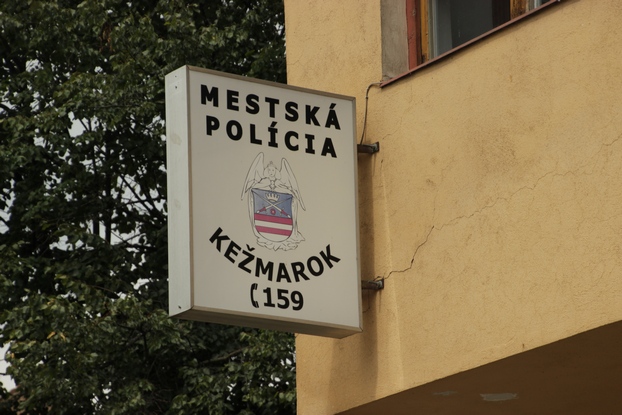 MESTSKÁ
POLÍCIA
KEŽMAROK
159